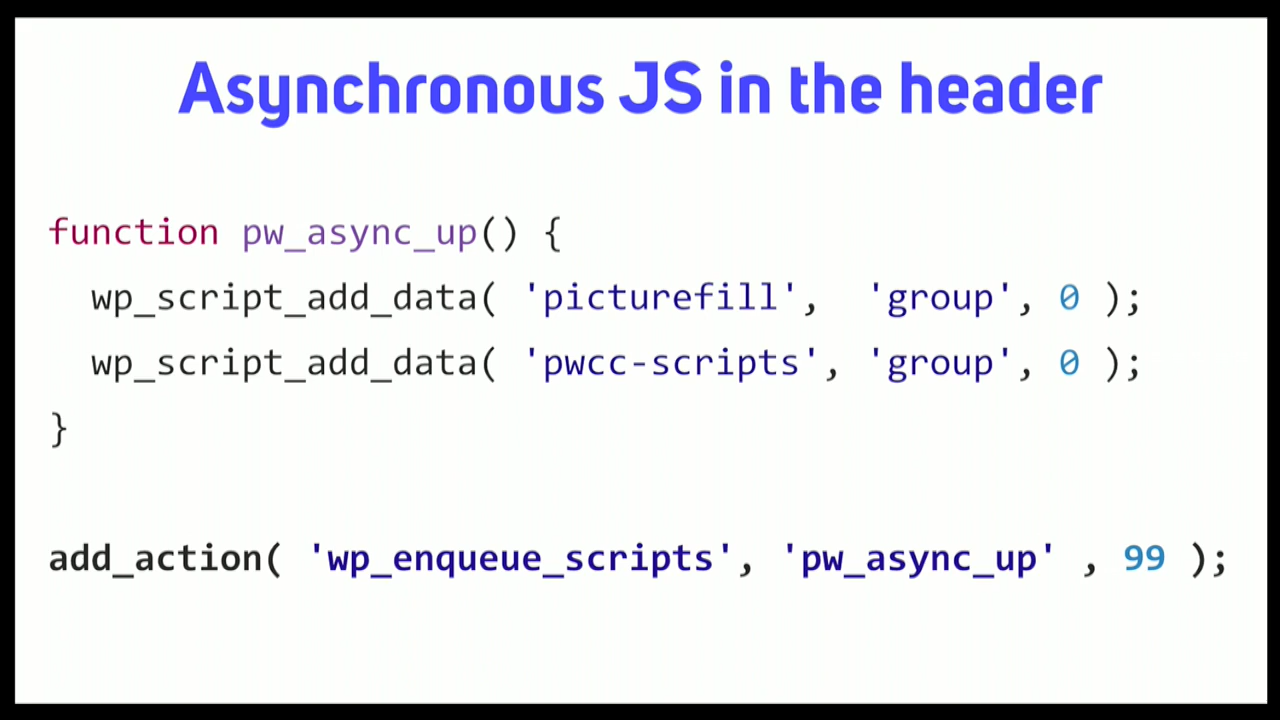 Asynchronous JS in the header
function pw_async_up() {
  wp_script_add_data( 'picturefill',  'group', 0 );
  wp_script_add_data( 'pwcc-scripts', 'group', 0 );
}
add_action( 'wp_enqueue_scripts', 'pw_async_up' , 99 );